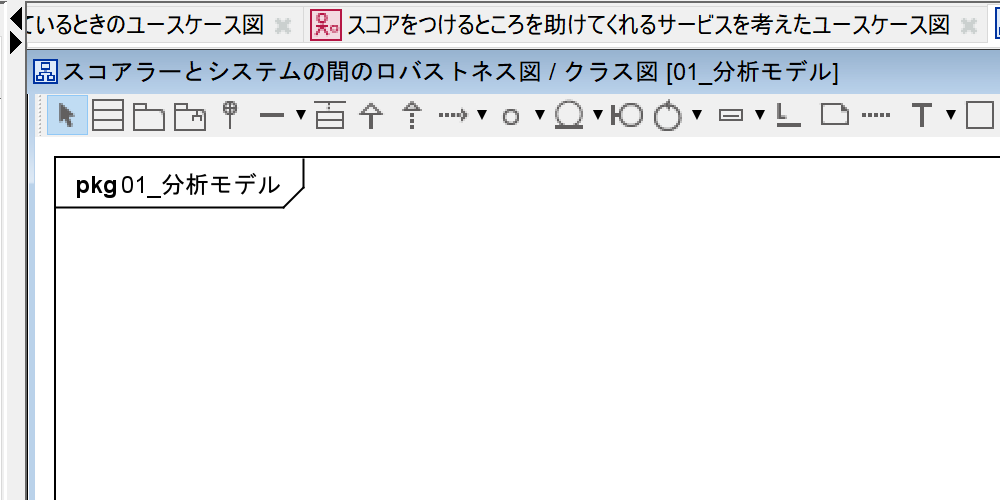 ているときのユースケース図
スコアをつけるところを助けてくれるサービスを考えたユースケース図
スコアラーとシステムの間のロバストネス図 / クラス図 [01_分析モデル]
pkg 01_分析モデル